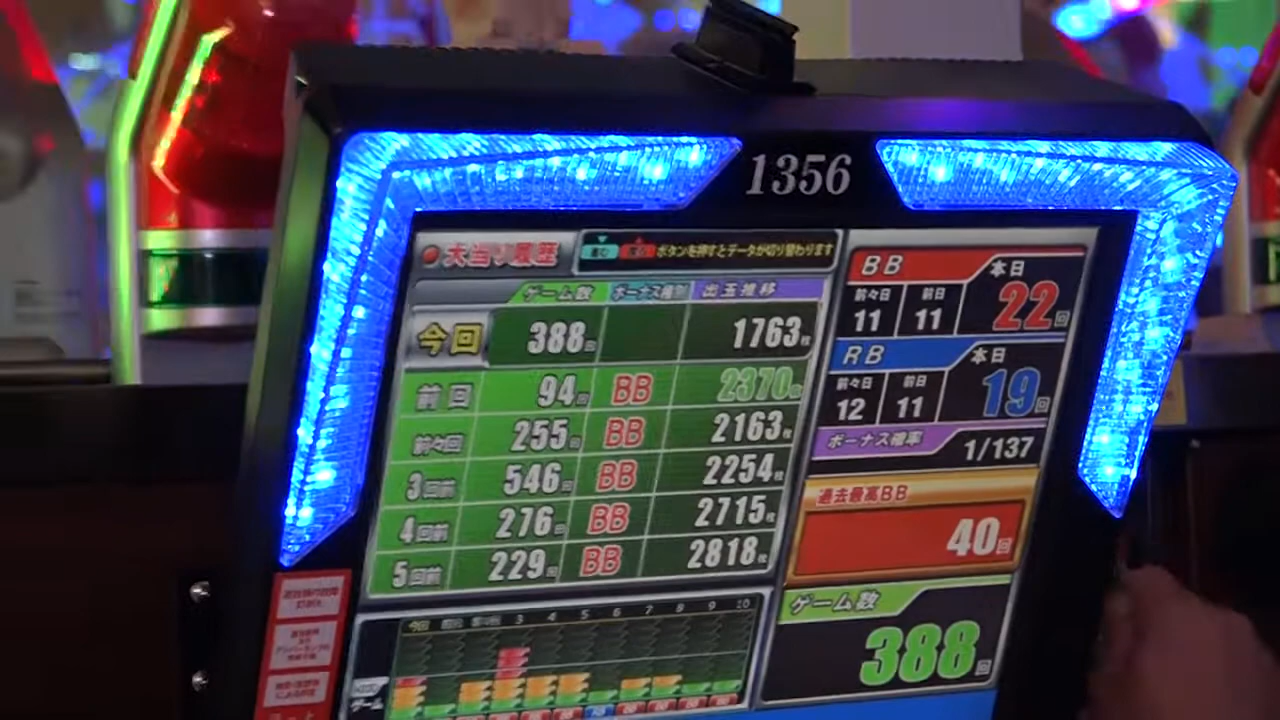 1356
大当り履歴
ボタンを押すとデータが切り替わります
ゲーム数 ボーナス種別 出玉推移
今回 388回 1763枚
前回 94回 BB 2370枚
前々回 255回 BB 2163枚
3回前 546回 BB 2254枚
4回前 276回 BB 2715枚
5回前 229回 BB 2818枚
BB 本日
前々日 前日 22回
11 11
RB 本日
前々日 前日 19回
12 11
ボーナス確率 1/137
過去最高BB
40回
ゲーム数
388回
今回 前回 前々回 3 4 5 6 7 8 9 10
ゲーム